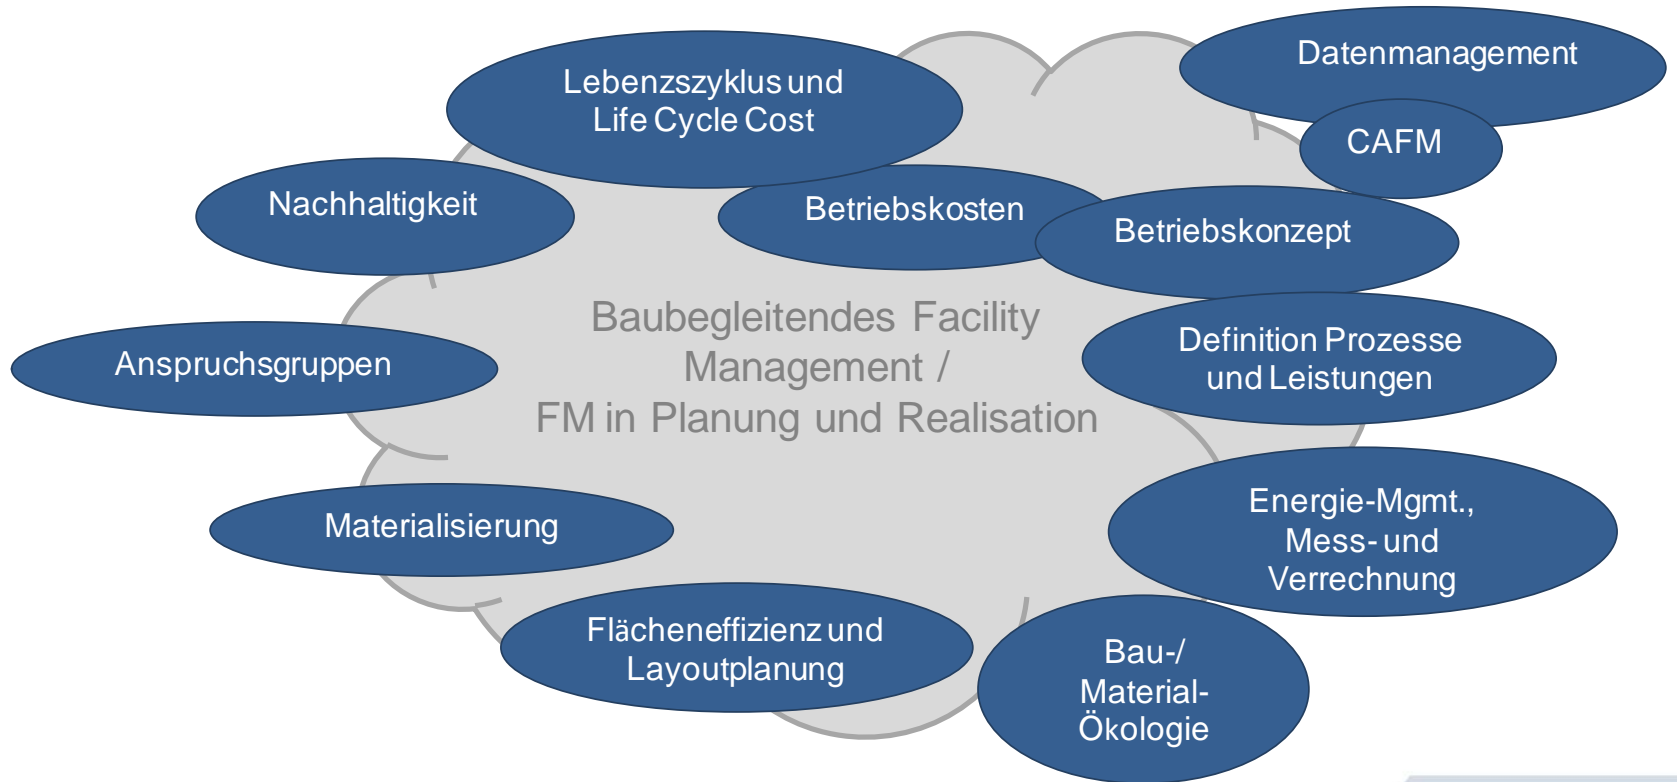 Datenmanagement
Lebenzszyklus und
Life Cycle Cost
CAFM
Nachhaltigkeit
Betriebskosten
Betriebskonzept
Baubegleitendes Facility
Management /
FM in Planung und Realisation
Definition Prozesse
und Leistungen
Anspruchsgruppen
Energie-Mgmt.,
Mess- und
Verrechnung
Materialisierung
Flächeneffizienz und
Layoutplanung
Bau-/
Material-
Ökologie